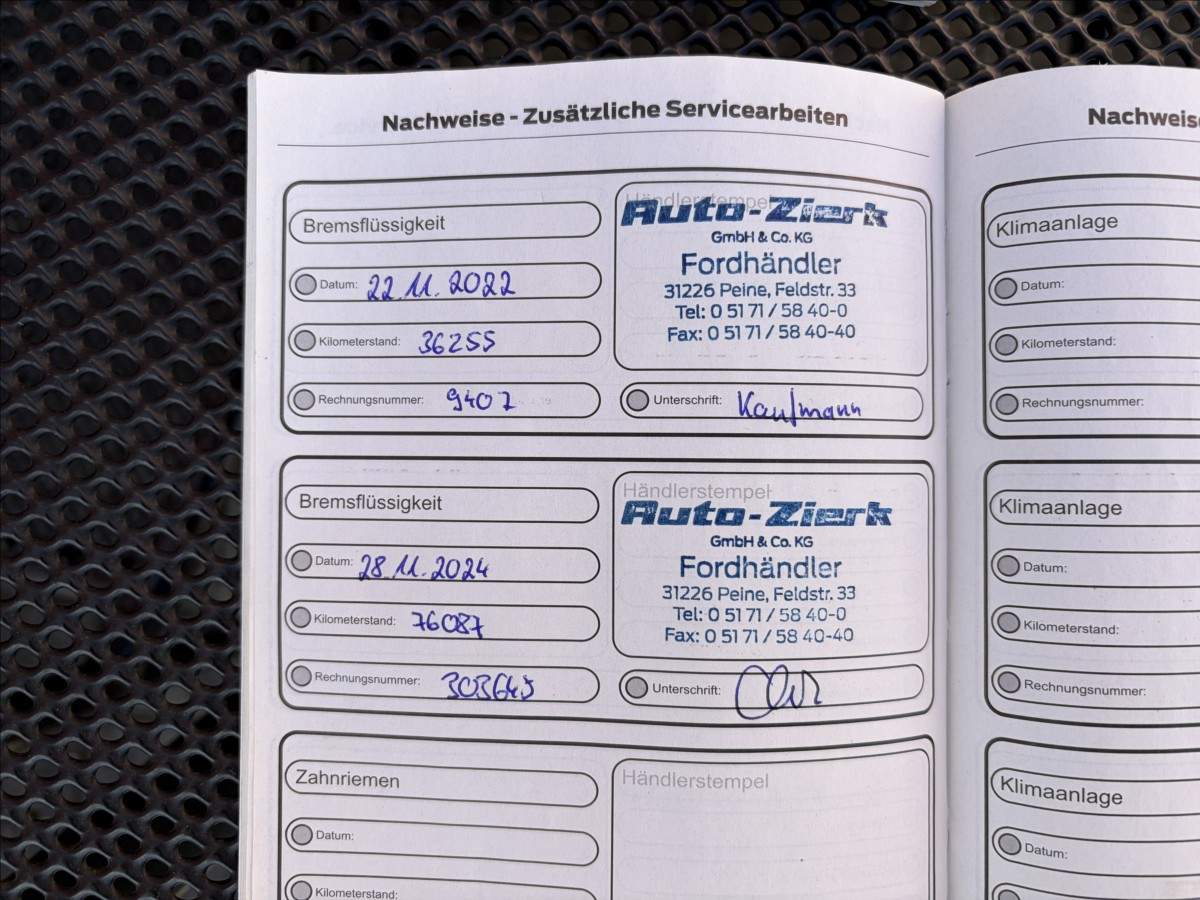 Nachweise - Zusätzliche Servicearbeiten
Bremsflüssigkeit
Datum: 22.11.2022
Kilometerstand: 36255
Rechnungsnummer: 9407
Händlerstempel
Auto-Zierk
GmbH & Co. KG
Fordhändler
31226 Peine, Feldstr. 33
Tel: 0 51 71 / 58 40-0
Fax: 0 51 71 / 58 40-40
Unterschrift: Kaufmann
Bremsflüssigkeit
Datum: 28.11.2024
Kilometerstand: 76087
Rechnungsnummer: 303645
Händlerstempel
Auto-Zierk
GmbH & Co. KG
Fordhändler
31226 Peine, Feldstr. 33
Tel: 0 51 71 / 58 40-0
Fax: 0 51 71 / 58 40-40
Unterschrift:
Zahnriemen
Datum:
Kilometerstand:
Händlerstempel
Nachweise
Klimaanlage
Datum:
Kilometerstand:
Rechnungsnummer:
Klimaanlage
Datum:
Kilometerstand:
Rechnungsnummer:
Klimaanlage
Datum: